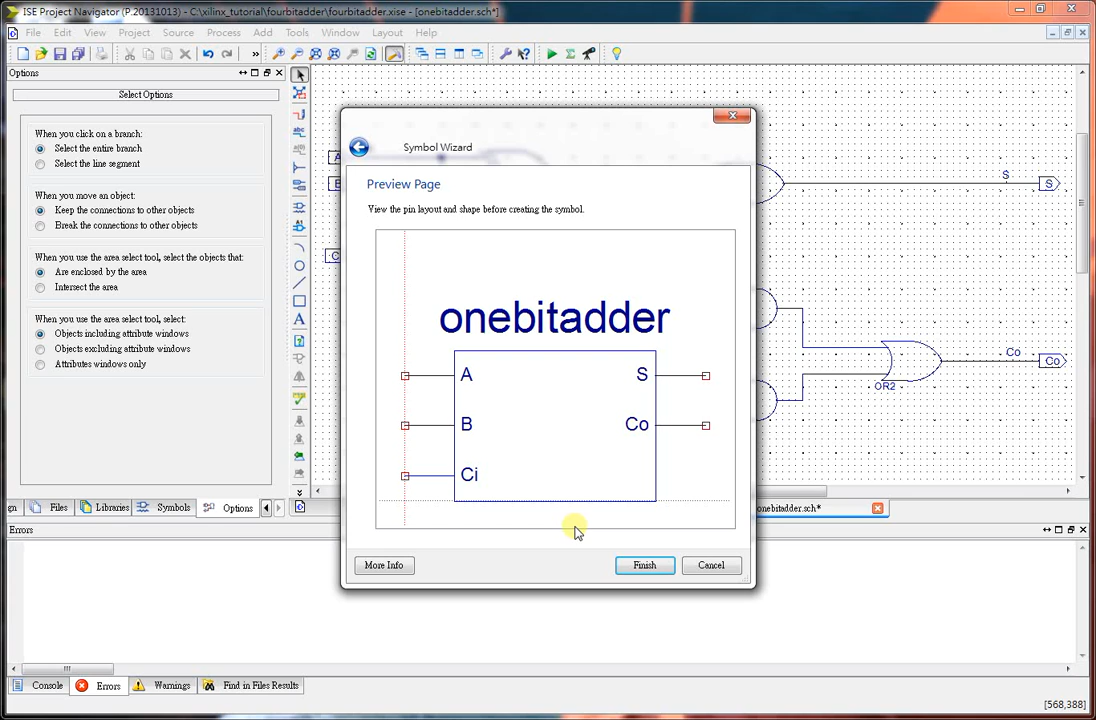 ISE Project Navigator (P.20131013) - C:\xilinx_tutorial\fourbitadder\fourbitadder.xise - [onebitadder.sch*]
File Edit View Project Source Process Add Tools Window Layout Help
Options
Select Options
When you click on a branch:
Select the entire branch
Select the line segment
When you move an object:
Keep the connections to other objects
Break the connections to other objects
When you use the area select tool, select the objects that:
Are enclosed by the area
Intersect the area
When you use the area select tool, select:
Objects including attribute windows
Objects excluding attribute windows
Attributes windows only
A
B
C
S
S
Co
Co
OR2
Symbol Wizard
Preview Page
View the pin layout and shape before creating the symbol.
onebitadder
A S
B Co
Ci
More Info Finish Cancel
gn Files Libraries Symbols Options
onebitadder.sch*
Errors
Console Errors Warnings Find in Files Results
[568,388]